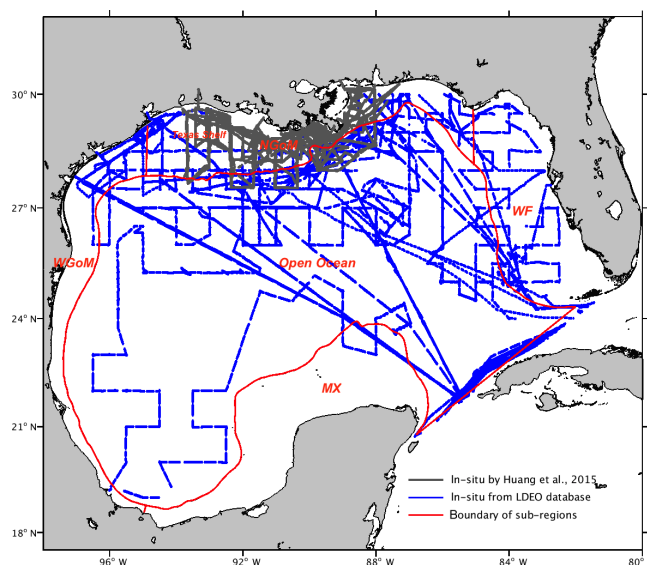 30° N
Texas Shelf
NGoM
27° N
WF
WGoM
Open Ocean
24° N
MX
21° N
In-situ by Huang et al., 2015
In-situ from LDEO database
Boundary of sub-regions
18° N
96° W
92° W
88° W
84° W
80° W